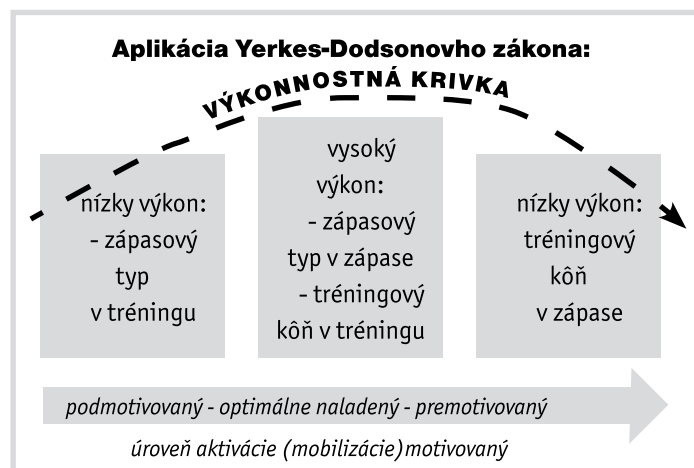 Aplikácia Yerkes-Dodsonovho zákona:
VÝKONNOSTNÁ KRIVKA
nízky výkon:
- zápasový
typ
v tréningu
vysoký
výkon:
- zápasový
typ v zápase
- tréningový
kôň v tréningu
nízky výkon:
tréningový
kôň
v zápase
podmotivovaný - optimálne naladený - premotivovaný
úroveň aktivácie (mobilizácie)motivovaný